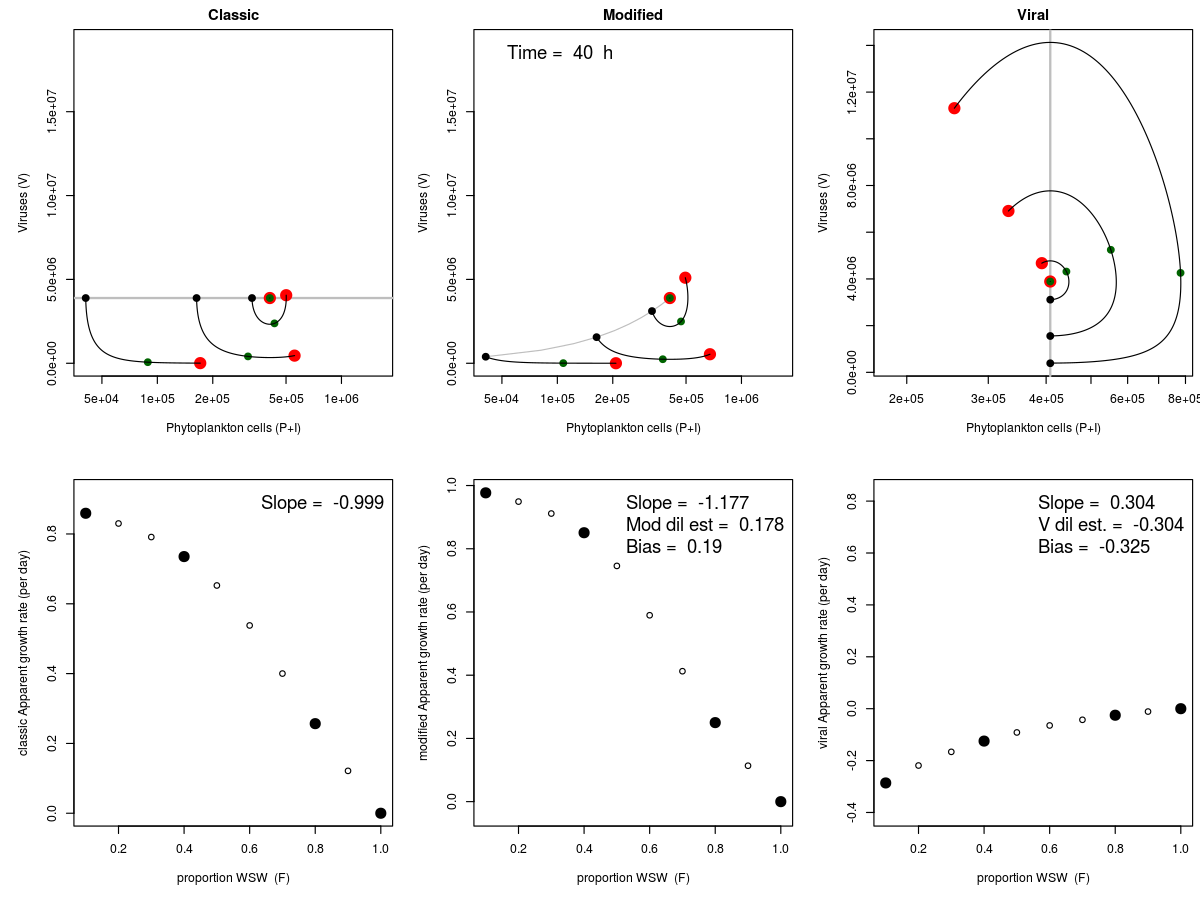 Classic
Modified
Viral
Time = 40 h
Viruses (V)
0.0e+00
5.0e+06
1.0e+07
1.5e+07
5e+04
1e+05
2e+05
5e+05
1e+06
Phytoplankton cells (P+I)
Viruses (V)
0.0e+00
5.0e+06
1.0e+07
1.5e+07
5e+04
1e+05
2e+05
5e+05
1e+06
Phytoplankton cells (P+I)
Viruses (V)
0.0e+00
4.0e+06
8.0e+06
1.2e+07
2e+05
3e+05
4e+05
6e+05
8e+05
Phytoplankton cells (P+I)
Slope = -0.999
classic Apparent growth rate (per day)
0.0
0.2
0.4
0.6
0.8
0.2
0.4
0.6
0.8
1.0
proportion WSW (F)
Slope = -1.177
Mod dil est = 0.178
Bias = 0.19
modified Apparent growth rate (per day)
0.0
0.2
0.4
0.6
0.8
1.0
0.2
0.4
0.6
0.8
1.0
proportion WSW (F)
Slope = 0.304
V dil est. = -0.304
Bias = -0.325
viral Apparent growth rate (per day)
-0.4
-0.2
0.0
0.2
0.4
0.6
0.8
0.2
0.4
0.6
0.8
1.0
proportion WSW (F)